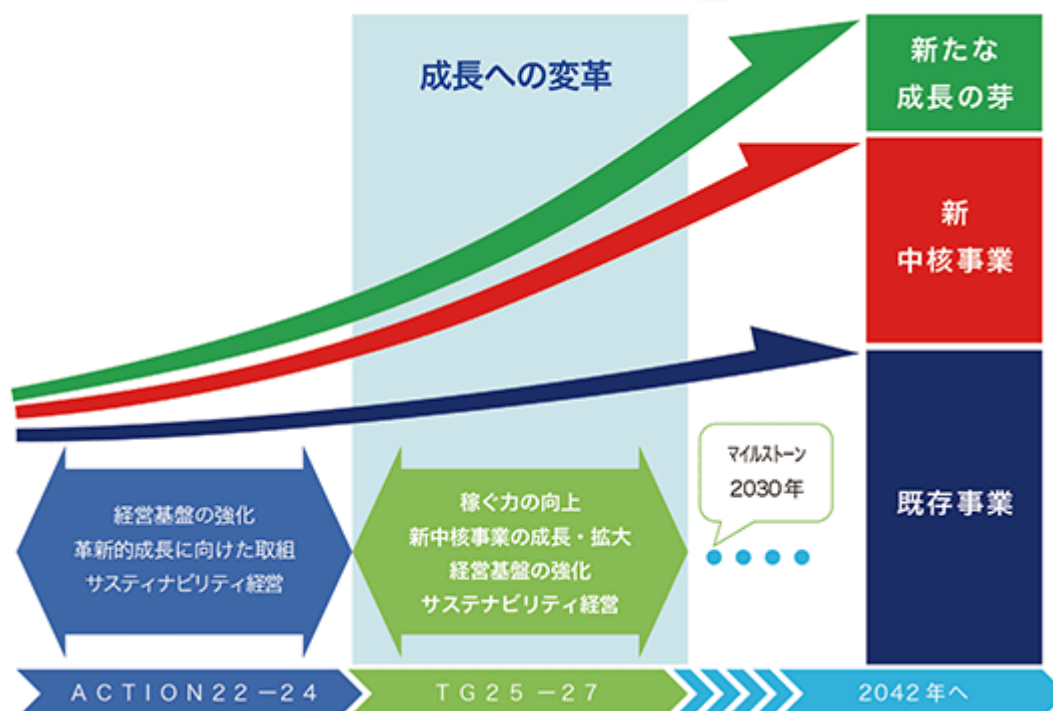 成長への変革
新たな
成長の芽
新
中核事業
既存事業
マイルストーン
2030年
経営基盤の強化
革新的成長に向けた取組
サスティナビリティ経営
稼ぐ力の向上
新中核事業の成長・拡大
経営基盤の強化
サステナビリティ経営
ACTION22－24
TG25－27
2042年へ